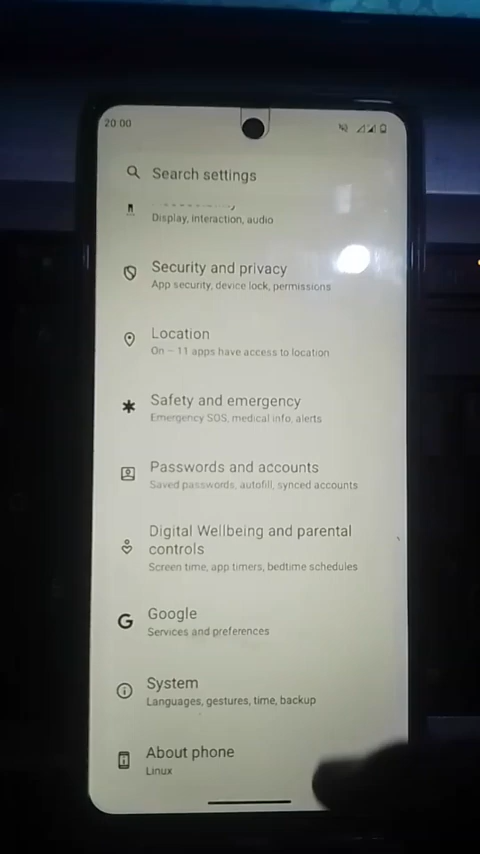 20:00
Search settings
Display, interaction, audio
Security and privacy
App security, device lock, permissions
Location
On – 11 apps have access to location
Safety and emergency
Emergency SOS, medical info, alerts
Passwords and accounts
Saved passwords, autofill, synced accounts
Digital Wellbeing and parental
controls
Screen time, app timers, bedtime schedules
Google
Services and preferences
System
Languages, gestures, time, backup
About phone
Linux